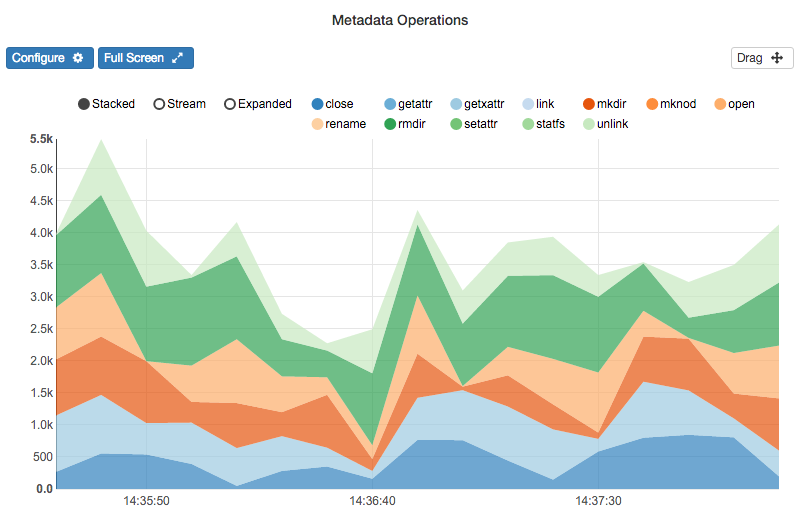 Metadata Operations
Configure Full Screen Drag
Stacked Stream Expanded close getattr getxattr link mkdir mknod open
rename rmdir setattr statfs unlink
5.5k
5.0k
4.5k
4.0k
3.5k
3.0k
2.5k
2.0k
1.5k
1.0k
500
0.0
14:35:50 14:36:40 14:37:30